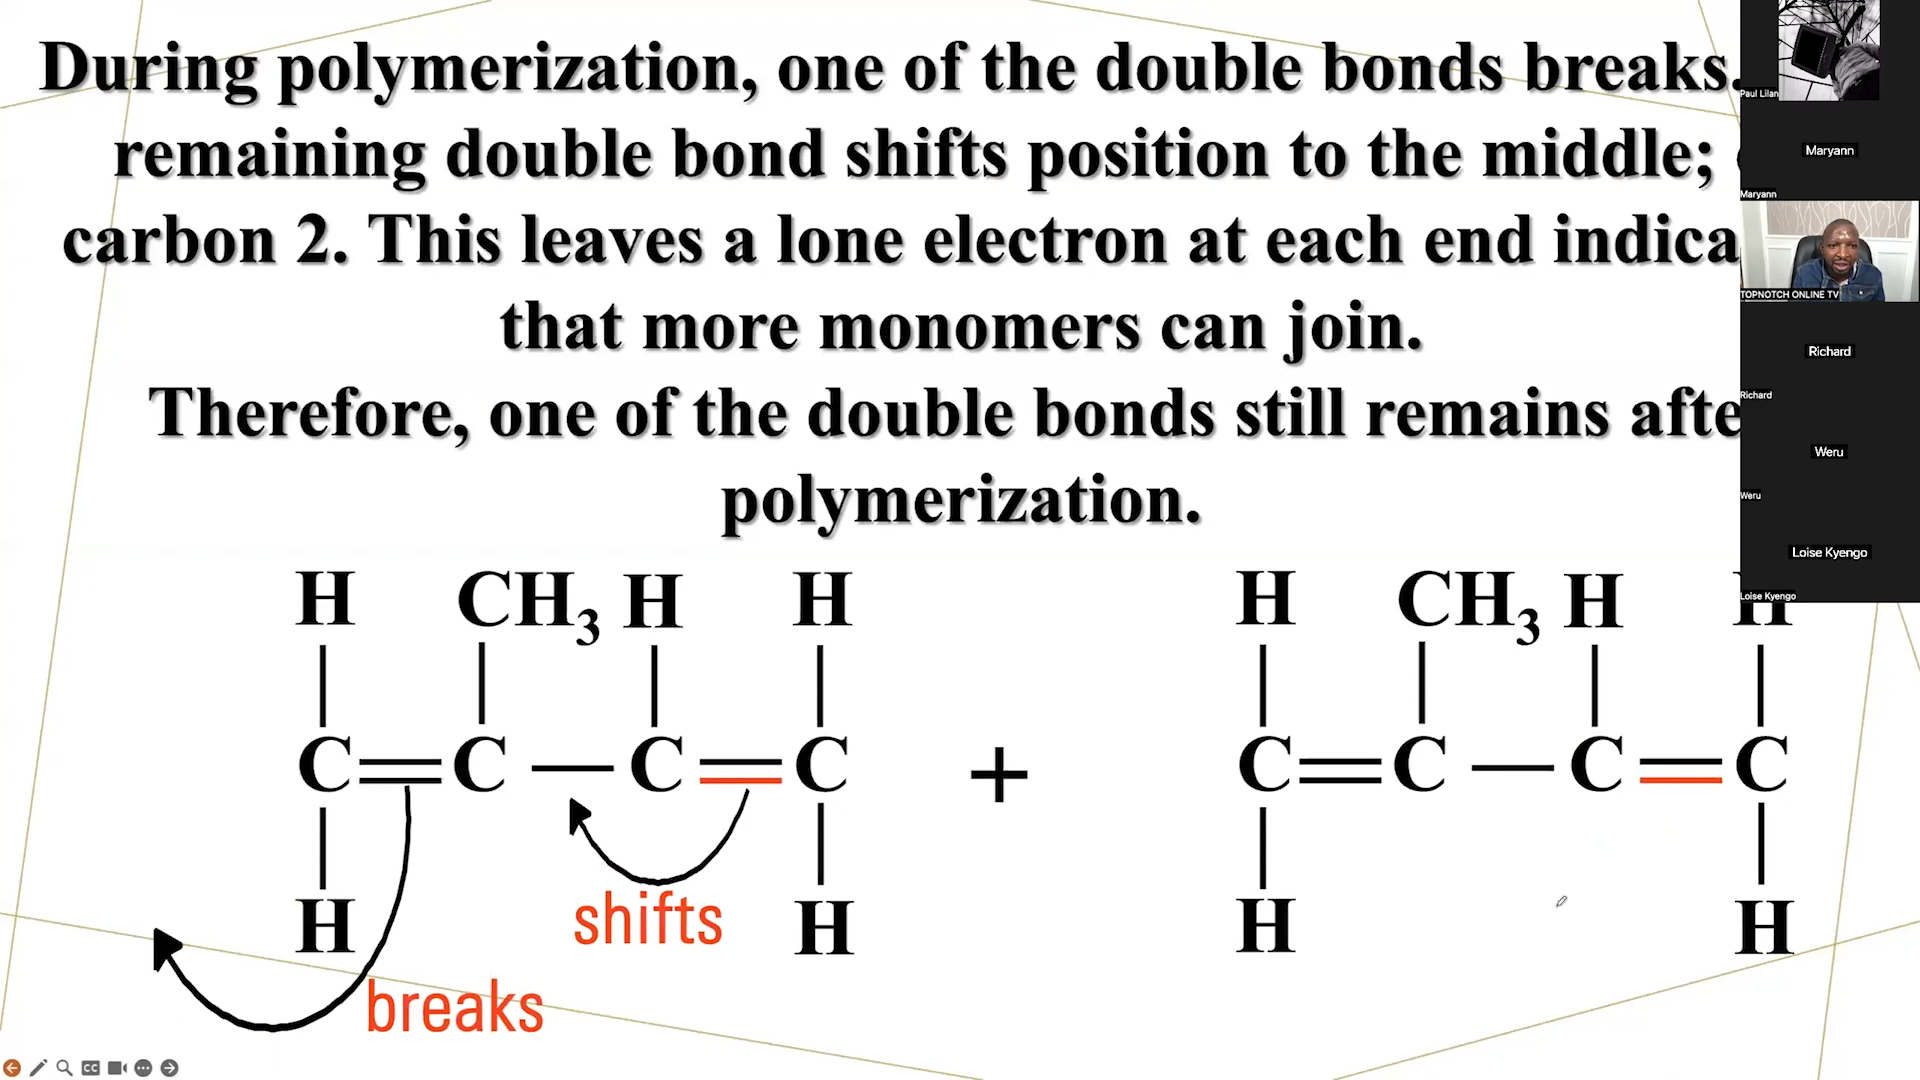 During polymerization, one of the double bonds breaks.
remaining double bond shifts position to the middle;
carbon 2. This leaves a lone electron at each end indica
that more monomers can join.
Therefore, one of the double bonds still remains afte
polymerization.
H CH3 H H H CH3 H H
C=C—C=C + C=C—C=C
H H H H
shifts
breaks
Paul Lilan
Maryann
Maryann
TOPNOTCH ONLINE TV
Richard
Richard
Weru
Weru
Loise Kyengo
Loise Kyengo
CC